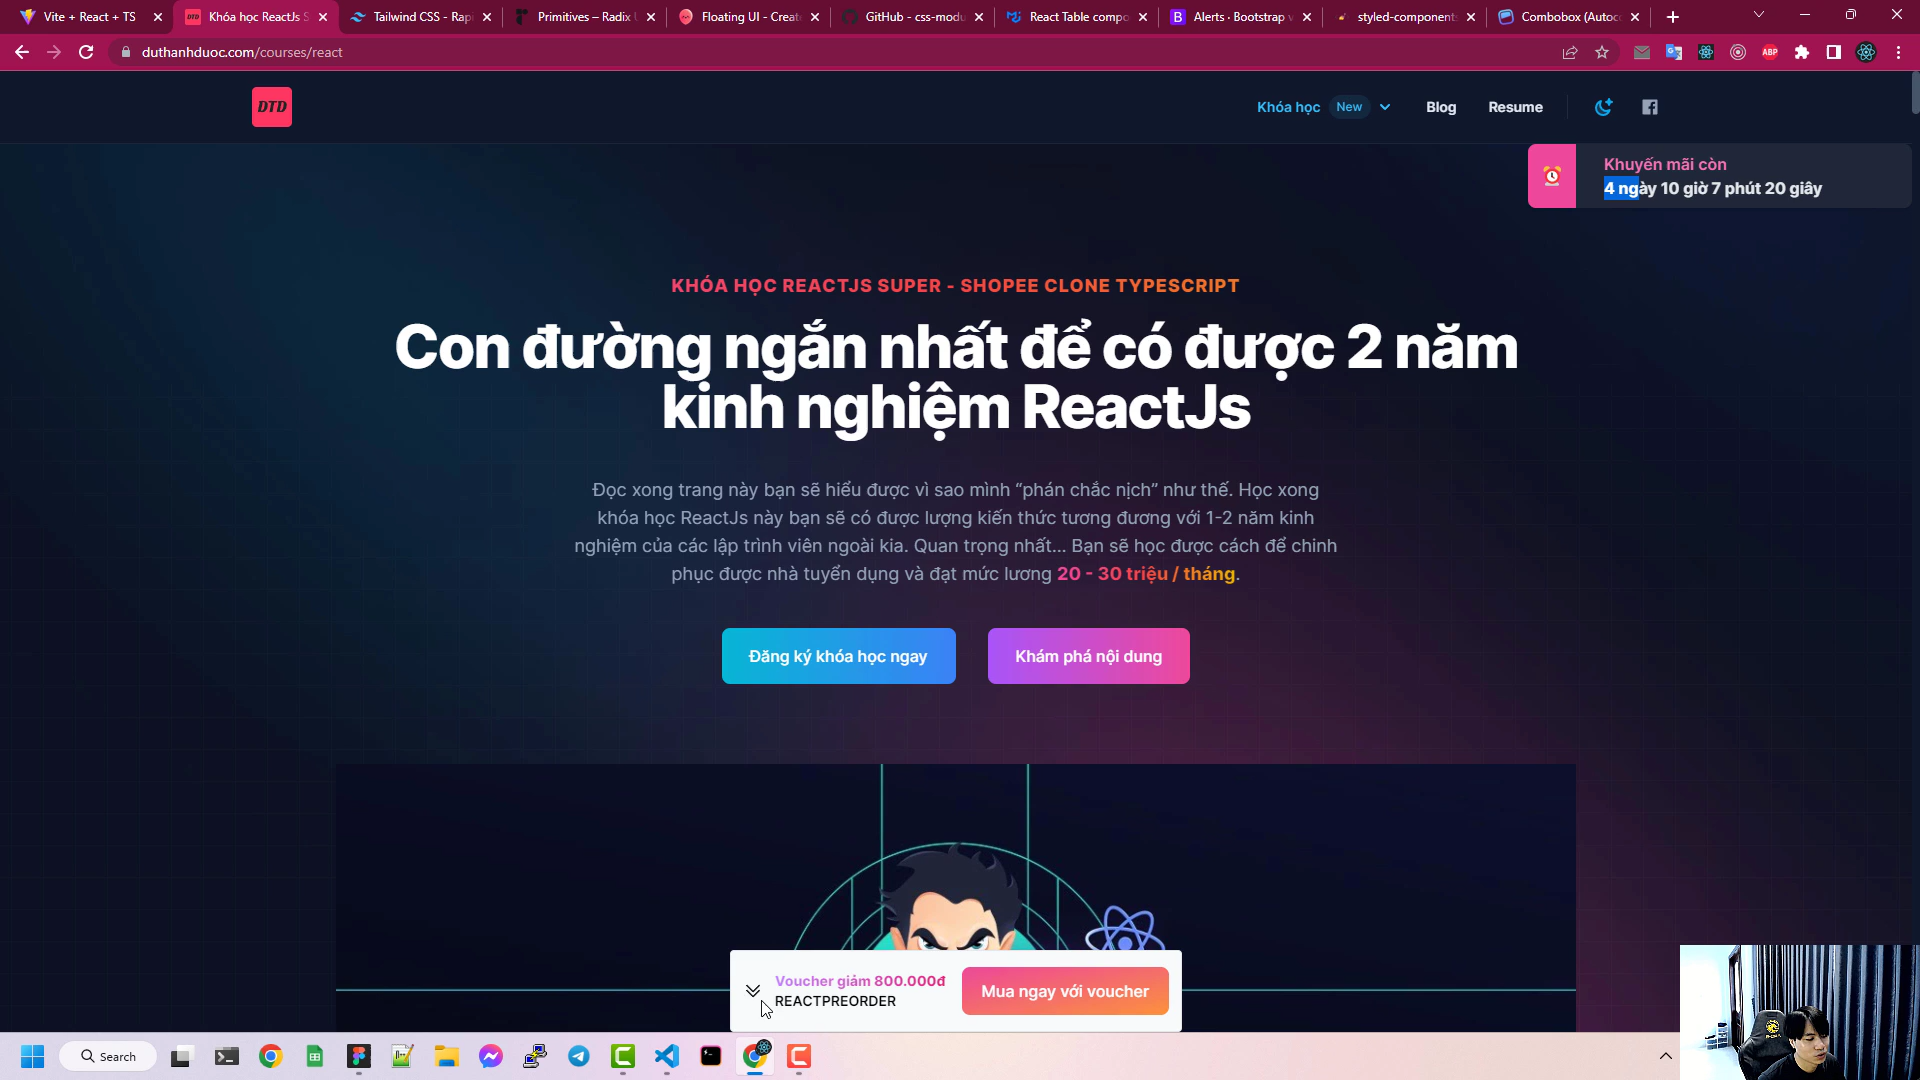 Vite + React + TS
Khóa học ReactJs S
Tailwind CSS - Rapi
Primitives – Radix U
Floating UI - Creat
GitHub - css-modu
React Table compo
Alerts · Bootstrap v
styled-components
Combobox (Autoc
duthanhduoc.com/courses/react
ABP
DTD
Khóa học New
Blog
Resume
Khuyến mãi còn
4 ngày 10 giờ 7 phút 20 giây
KHÓA HỌC REACTJS SUPER - SHOPEE CLONE TYPESCRIPT
Con đường ngắn nhất để có được 2 năm
kinh nghiệm ReactJs
Đọc xong trang này bạn sẽ hiểu được vì sao mình “phán chắc nịch” như thế. Học xong
khóa học ReactJs này bạn sẽ có được lượng kiến thức tương đương với 1-2 năm kinh
nghiệm của các lập trình viên ngoài kia. Quan trọng nhất... Bạn sẽ học được cách để chinh
phục được nhà tuyển dụng và đạt mức lương 20 - 30 triệu / tháng.
Đăng ký khóa học ngay
Khám phá nội dung
Voucher giảm 800.000đ
REACTPREORDER
Mua ngay với voucher
Search